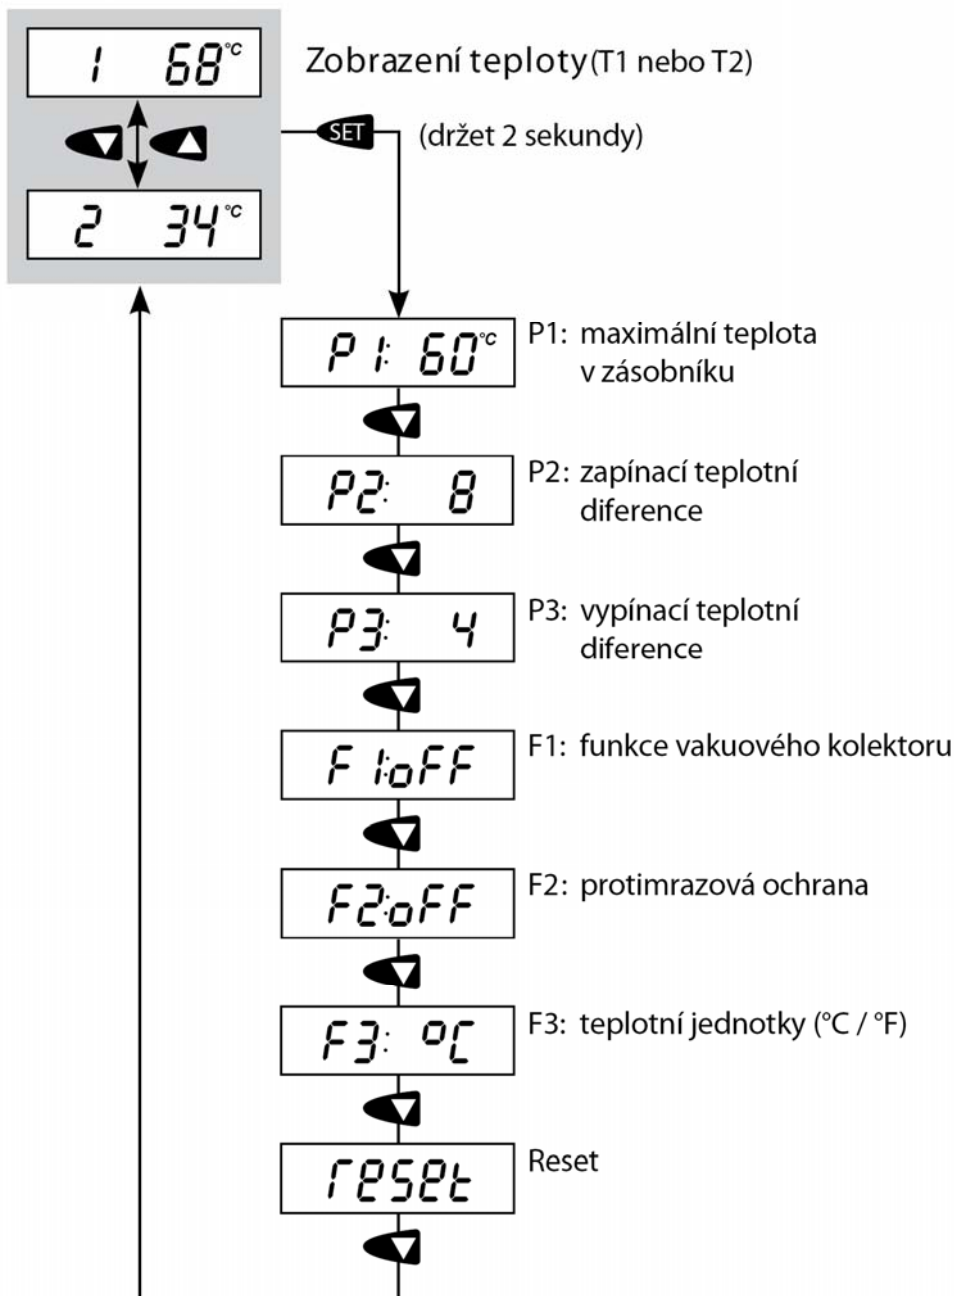 1 68°C
Zobrazení teploty (T1 nebo T2)
SET
(držet 2 sekundy)
2 34°C
P1: 60°C
P1: maximální teplota
v zásobníku
P2: 8
P2: zapínací teplotní
diference
P3: 4
P3: vypínací teplotní
diference
F1:oFF
F1: funkce vakuového kolektoru
F2:oFF
F2: protimrazová ochrana
F3: °C
F3: teplotní jednotky (°C / °F)
reset
Reset